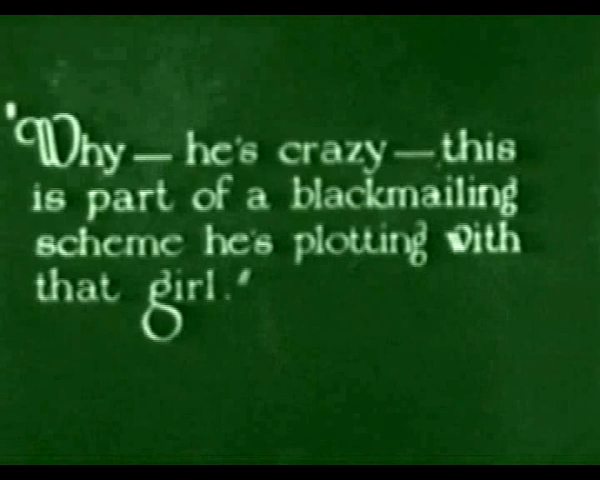 "Why — he's crazy — this
is part of a blackmailing
scheme he's plotting with
that girl."